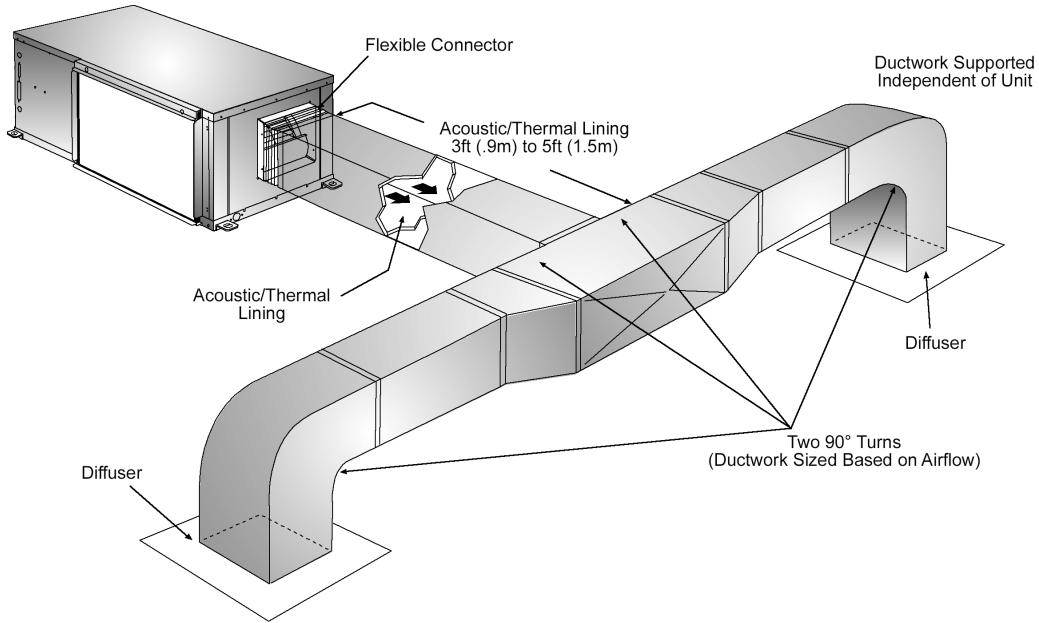 Flexible Connector
Ductwork Supported
Independent of Unit
Acoustic/Thermal Lining
3ft (.9m) to 5ft (1.5m)
Acoustic/Thermal
Lining
Diffuser
Two 90° Turns
(Ductwork Sized Based on Airflow)
Diffuser